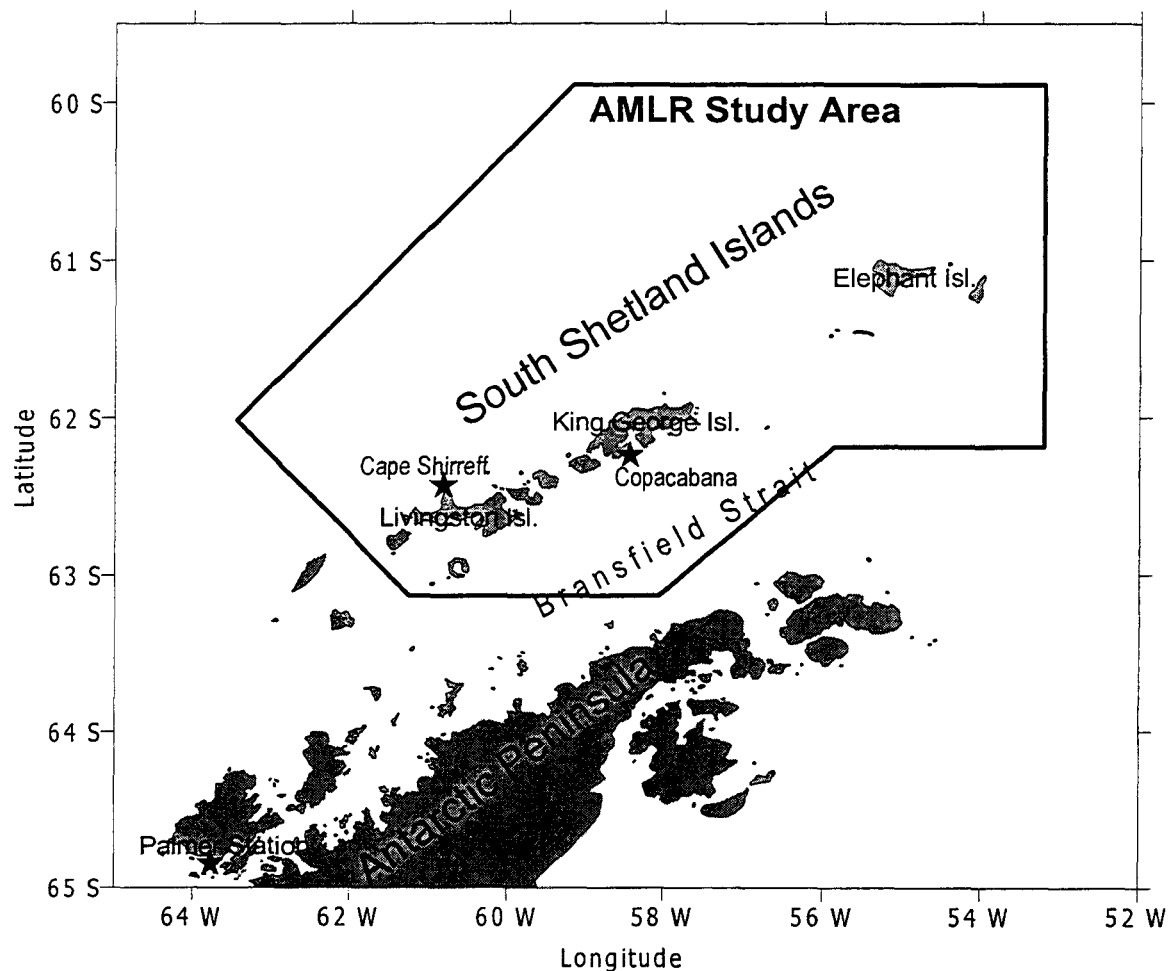 60 S
61 S
62 S
63 S
64 S
65 S
Latitude
AMLR Study Area
South Shetland Islands
Elephant Isl.
King George Isl.
Cape Shirreff
Copacabana
Livingston Isl.
Bransfield Strait
Antarctic Peninsula
Palmer Station
64 W 62 W 60 W 58 W 56 W 54 W 52 W
Longitude